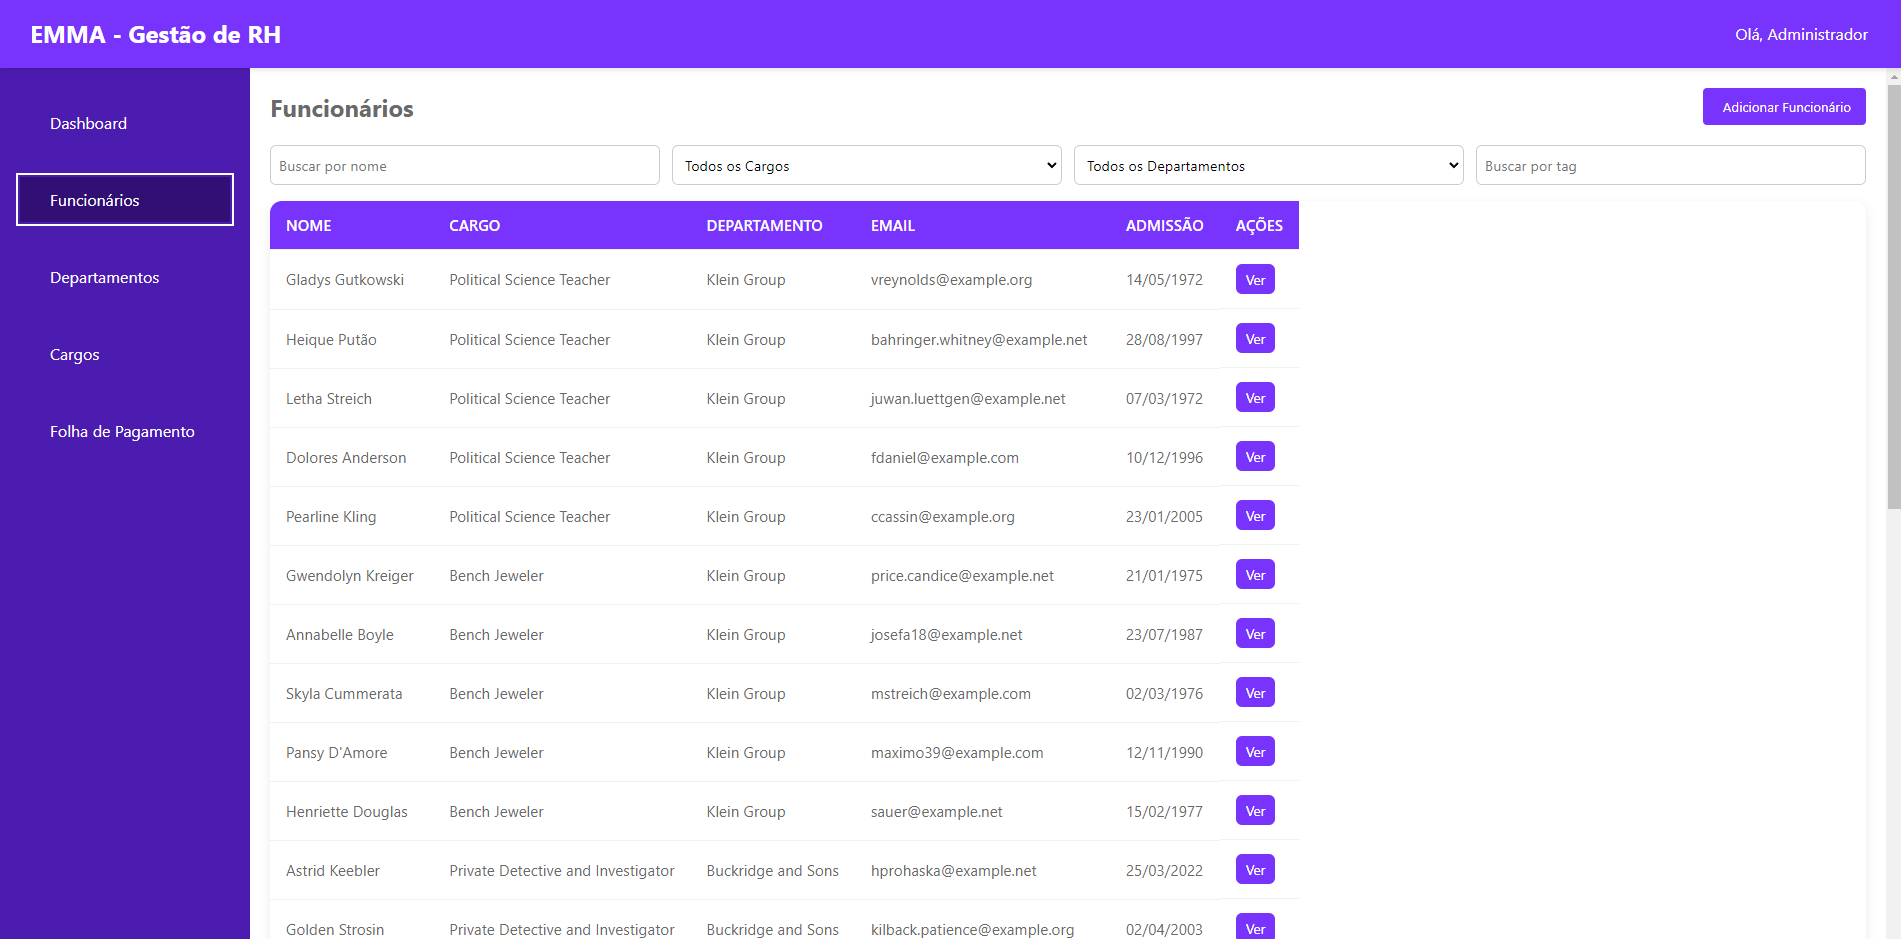 EMMA - Gestão de RH
Olá, Administrador
Dashboard
Funcionários
Departamentos
Cargos
Folha de Pagamento
Funcionários
Adicionar Funcionário
Buscar por nome
Todos os Cargos
Todos os Departamentos
Buscar por tag
NOME CARGO DEPARTAMENTO EMAIL ADMISSÃO AÇÕES
Gladys Gutkowski Political Science Teacher Klein Group vreynolds@example.org 14/05/1972 Ver
Heique Putão Political Science Teacher Klein Group bahringer.whitney@example.net 28/08/1997 Ver
Letha Streich Political Science Teacher Klein Group juwan.luettgen@example.net 07/03/1972 Ver
Dolores Anderson Political Science Teacher Klein Group fdaniel@example.com 10/12/1996 Ver
Pearline Kling Political Science Teacher Klein Group ccassin@example.org 23/01/2005 Ver
Gwendolyn Kreiger Bench Jeweler Klein Group price.candice@example.net 21/01/1975 Ver
Annabelle Boyle Bench Jeweler Klein Group josefa18@example.net 23/07/1987 Ver
Skyla Cummerata Bench Jeweler Klein Group mstreich@example.com 02/03/1976 Ver
Pansy D'Amore Bench Jeweler Klein Group maximo39@example.com 12/11/1990 Ver
Henriette Douglas Bench Jeweler Klein Group sauer@example.net 15/02/1977 Ver
Astrid Keebler Private Detective and Investigator Buckridge and Sons hprohaska@example.net 25/03/2022 Ver
Golden Strosin Private Detective and Investigator Buckridge and Sons kilback.patience@example.org 02/04/2003 Ver